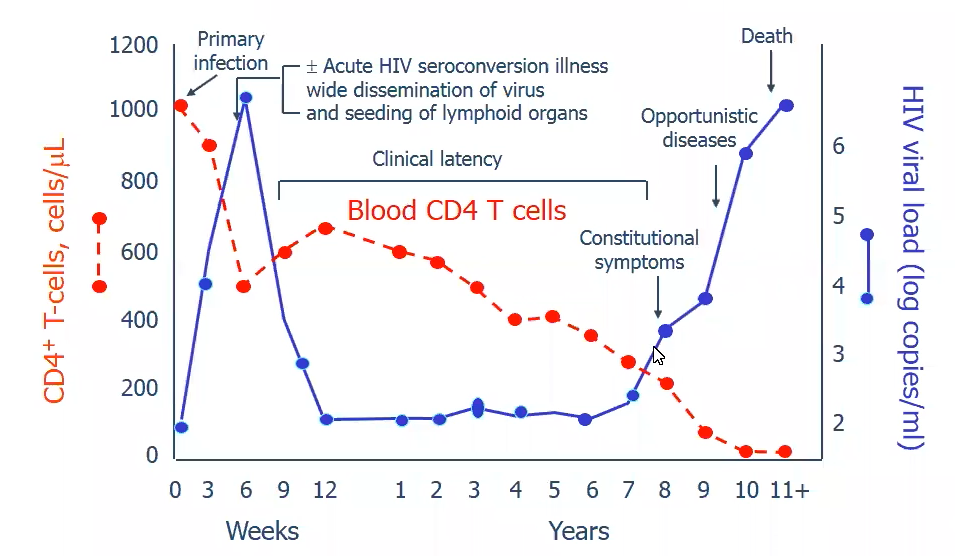 Primary
infection
± Acute HIV seroconversion illness
wide dissemination of virus
and seeding of lymphoid organs
Clinical latency
Blood CD4 T cells
Constitutional
symptoms
Opportunistic
diseases
Death
CD4⁺ T-cells, cells/μL
1200
1000
800
600
400
200
0
HIV viral load (log copies/ml)
6
5
4
3
2
0 3 6 9 12 1 2 3 4 5 6 7 8 9 10 11+
Weeks Years